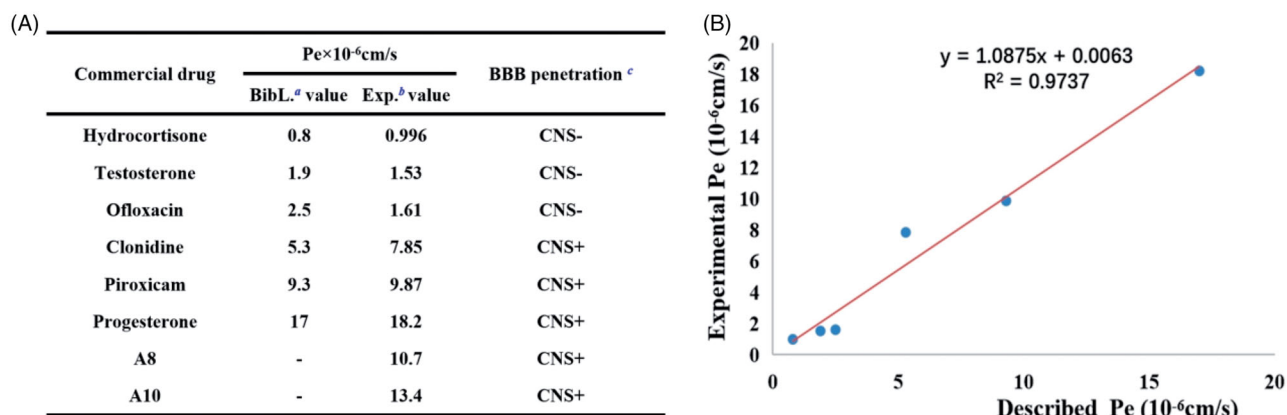 (A)
Commercial drug Pe×10⁻⁶cm/s BBB penetration ᶜ
BibL.ᵃ value Exp.ᵇ value
Hydrocortisone 0.8 0.996 CNS-
Testosterone 1.9 1.53 CNS-
Ofloxacin 2.5 1.61 CNS-
Clonidine 5.3 7.85 CNS+
Piroxicam 9.3 9.87 CNS+
Progesterone 17 18.2 CNS+
A8 - 10.7 CNS+
A10 - 13.4 CNS+
(B)
y = 1.0875x + 0.0063
R² = 0.9737
Experimental Pe (10⁻⁶cm/s)
20
18
16
14
12
10
8
6
4
2
0
0 5 10 15 20
Described Pe (10⁻⁶cm/s)